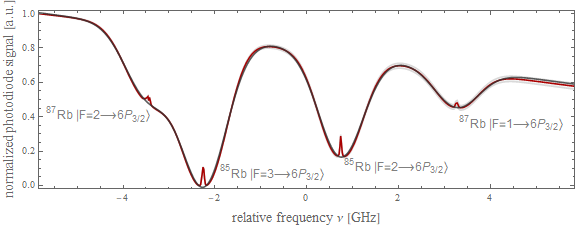 normalized photodiode signal [a. u.]
1.0
0.8
0.6
0.4
0.2
0.0
⁸⁷Rb |F=2→6P₃/₂⟩
⁸⁵Rb |F=3→6P₃/₂⟩
⁸⁵Rb |F=2→6P₃/₂⟩
⁸⁷Rb |F=1→6P₃/₂⟩
−4 −2 0 2 4
relative frequency ν [GHz]